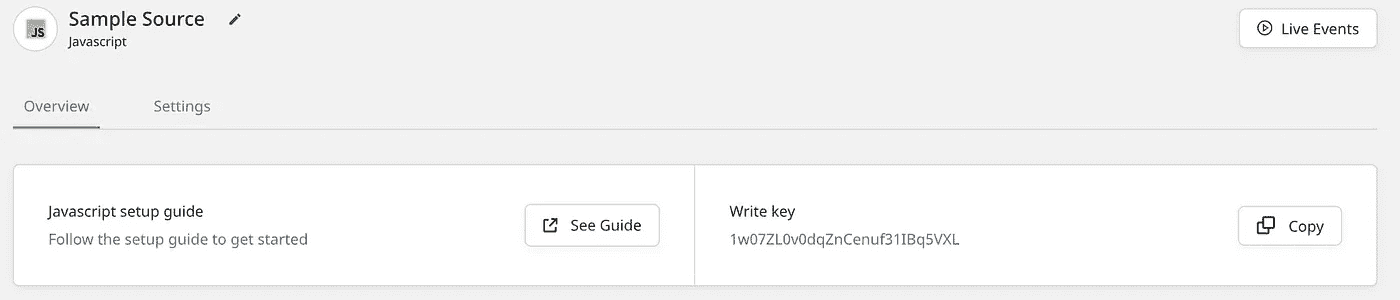 JS
Sample Source
Javascript
Live Events
Overview
Settings
Javascript setup guide
Follow the setup guide to get started
See Guide
Write key
1w07ZL0v0dqZnCenuf31IBq5VXL
Copy